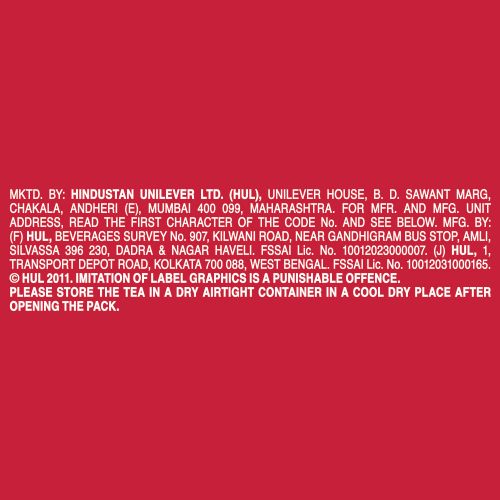 MKTD. BY: HINDUSTAN UNILEVER LTD. (HUL), UNILEVER HOUSE, B. D. SAWANT MARG,
CHAKALA, ANDHERI (E), MUMBAI 400 099, MAHARASHTRA. FOR MFR. AND MFG. UNIT
ADDRESS, READ THE FIRST CHARACTER OF THE CODE No. AND SEE BELOW. MFG. BY:
(F) HUL, BEVERAGES SURVEY No. 907, KILWANI ROAD, NEAR GANDHIGRAM BUS STOP, AMLI,
SILVASSA 396 230, DADRA & NAGAR HAVELI. FSSAI Lic. No. 10012023000007. (J) HUL, 1,
TRANSPORT DEPOT ROAD, KOLKATA 700 088, WEST BENGAL. FSSAI Lic. No. 10012031000165.
© HUL 2011. IMITATION OF LABEL GRAPHICS IS A PUNISHABLE OFFENCE.
PLEASE STORE THE TEA IN A DRY AIRTIGHT CONTAINER IN A COOL DRY PLACE AFTER
OPENING THE PACK.